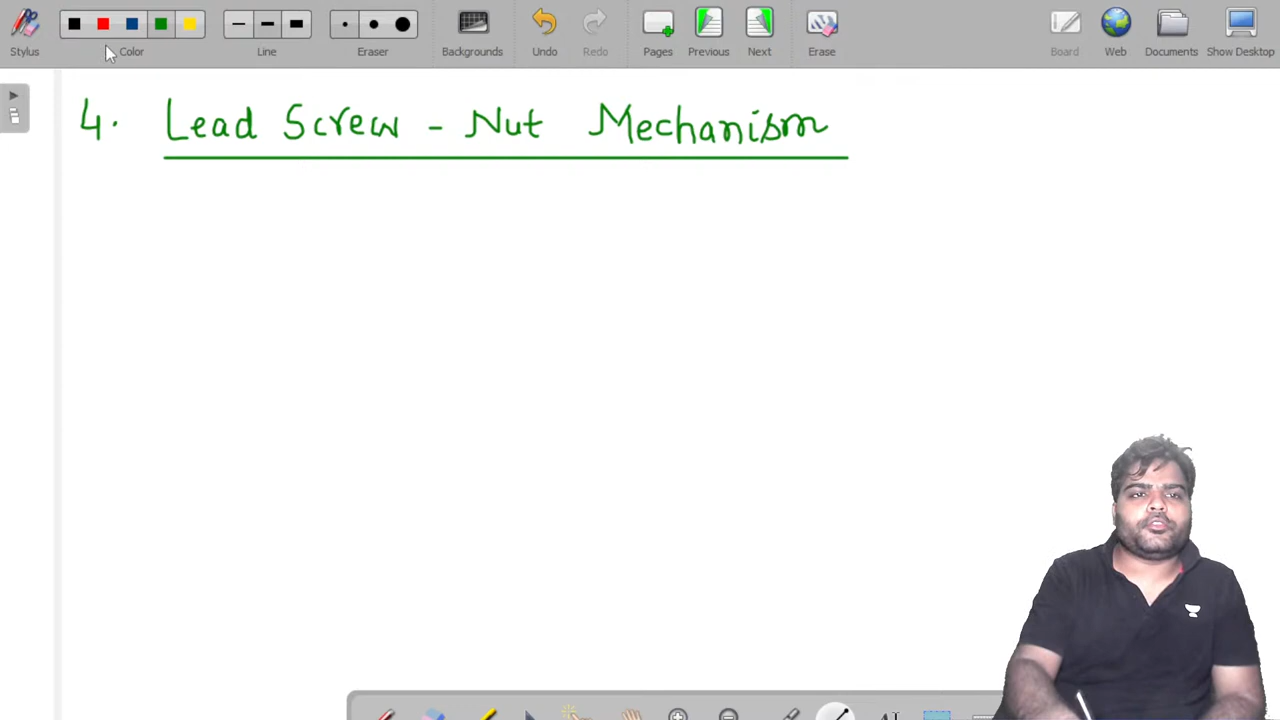 Stylus
Color
Line
Eraser
Backgrounds
Undo
Redo
Pages
Previous
Next
Erase
Board
Web
Documents
Show Desktop
4. Lead Screw - Nut Mechanism